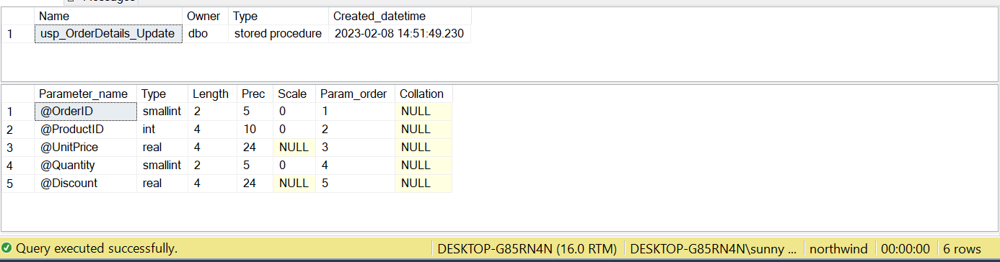 Messages
Name Owner Type Created_datetime
1 usp_OrderDetails_Update dbo stored procedure 2023-02-08 14:51:49.230
Parameter_name Type Length Prec Scale Param_order Collation
1 @OrderID smallint 2 5 0 1 NULL
2 @ProductID int 4 10 0 2 NULL
3 @UnitPrice real 4 24 NULL 3 NULL
4 @Quantity smallint 2 5 0 4 NULL
5 @Discount real 4 24 NULL 5 NULL
Query executed successfully. DESKTOP-G85RN4N (16.0 RTM) DESKTOP-G85RN4N\sunny ... northwind 00:00:00 6 rows